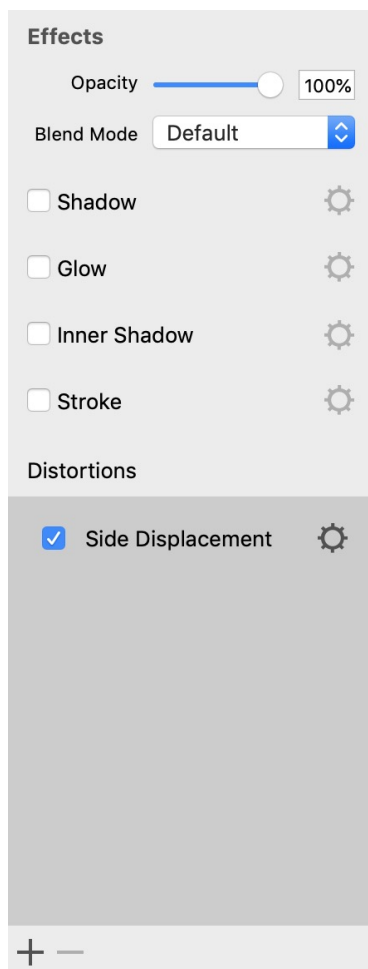 Effects
Opacity 100%
Blend Mode Default
Shadow
Glow
Inner Shadow
Stroke
Distortions
Side Displacement